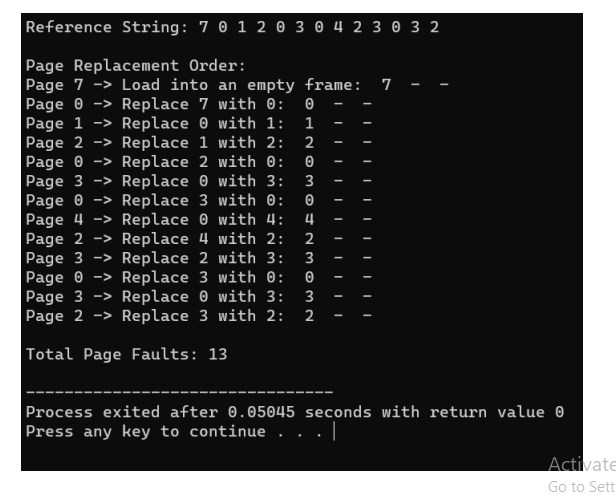 Reference String: 7 0 1 2 0 3 0 4 2 3 0 3 2
Page Replacement Order:
Page 7 -> Load into an empty frame:  7  -  -
Page 0 -> Replace 7 with 0:  0  -  -
Page 1 -> Replace 0 with 1:  1  -  -
Page 2 -> Replace 1 with 2:  2  -  -
Page 0 -> Replace 2 with 0:  0  -  -
Page 3 -> Replace 0 with 3:  3  -  -
Page 0 -> Replace 3 with 0:  0  -  -
Page 4 -> Replace 0 with 4:  4  -  -
Page 2 -> Replace 4 with 2:  2  -  -
Page 3 -> Replace 2 with 3:  3  -  -
Page 0 -> Replace 3 with 0:  0  -  -
Page 3 -> Replace 0 with 3:  3  -  -
Page 2 -> Replace 3 with 2:  2  -  -
Total Page Faults: 13
--------------------------------
Process exited after 0.05045 seconds with return value 0
Press any key to continue . . .
Activate
Go to Sett